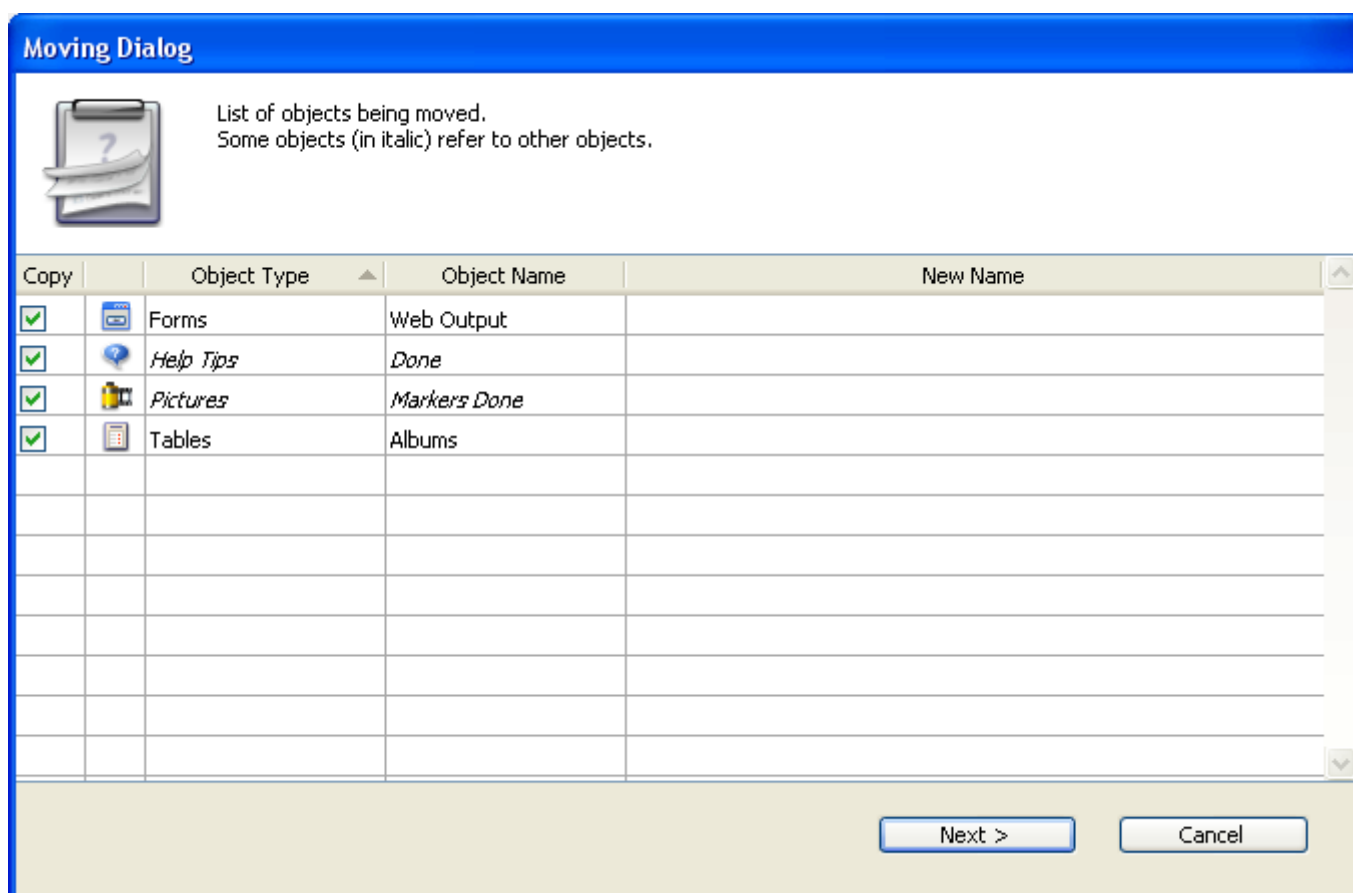 Moving Dialog
List of objects being moved.
Some objects (in italic) refer to other objects.
Copy Object Type Object Name New Name
Forms Web Output
Help Tips Done
Pictures Markers Done
Tables Albums
Next > Cancel